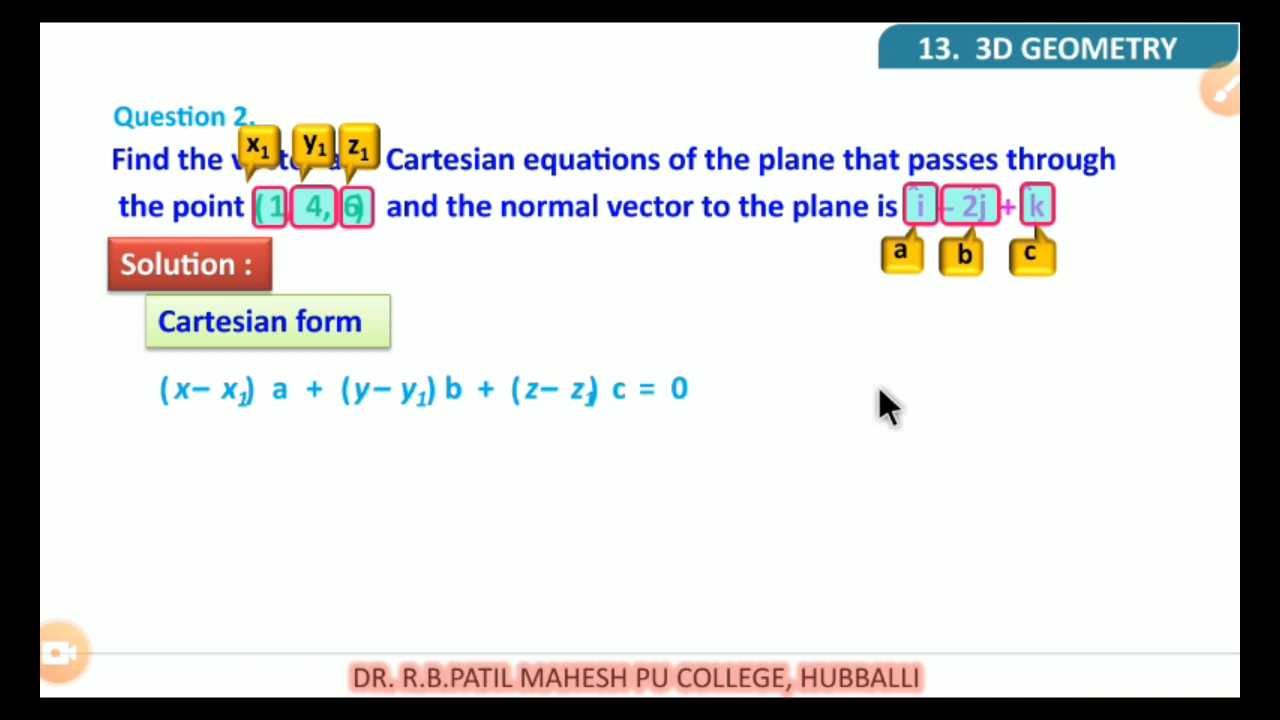 13. 3D GEOMETRY
Question 2.
x₁ y₁ z₁
Find the Cartesian equations of the plane that passes through
the point (1 4, 6) and the normal vector to the plane is î – 2ĵ + k̂
a b c
Solution :
Cartesian form
(x– x₁) a + (y– y₁) b + (z– z₁) c = 0
DR. R.B.PATIL MAHESH PU COLLEGE, HUBBALLI